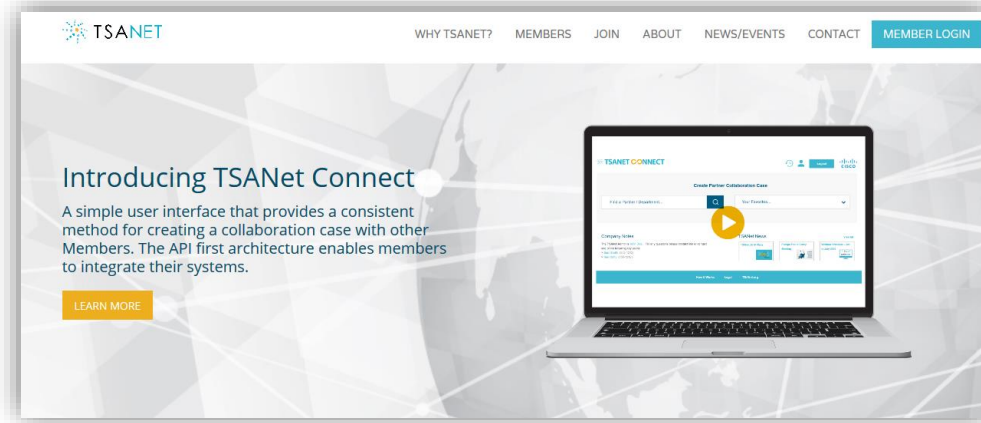 TSANET
WHY TSANET? MEMBERS JOIN ABOUT NEWS/EVENTS CONTACT MEMBER LOGIN
Introducing TSANet Connect
A simple user interface that provides a consistent
method for creating a collaboration case with other
Members. The API first architecture enables members
to integrate their systems.
LEARN MORE
TSANET CONNECT
CISCO
Create Partner Collaboration Case
Company Notes
TSANet News